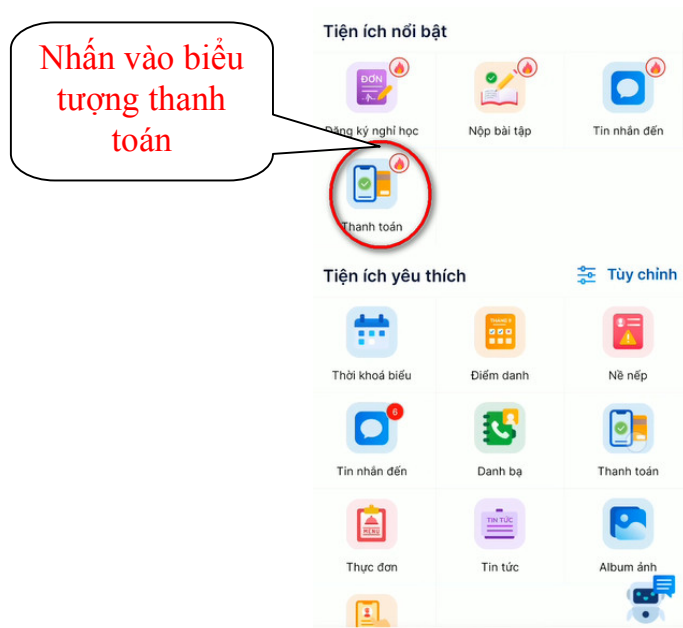 Nhấn vào biểu
tượng thanh
toán
Tiện ích nổi bật
ĐƠN
Đăng ký nghỉ học
Nộp bài tập
Tin nhắn đến
Thanh toán
Tiện ích yêu thích
Tùy chỉnh
Thời khoá biểu
Điểm danh
Nề nếp
6
Tin nhắn đến
Danh bạ
Thanh toán
MENU
TIN TỨC
Thực đơn
Tin tức
Album ảnh